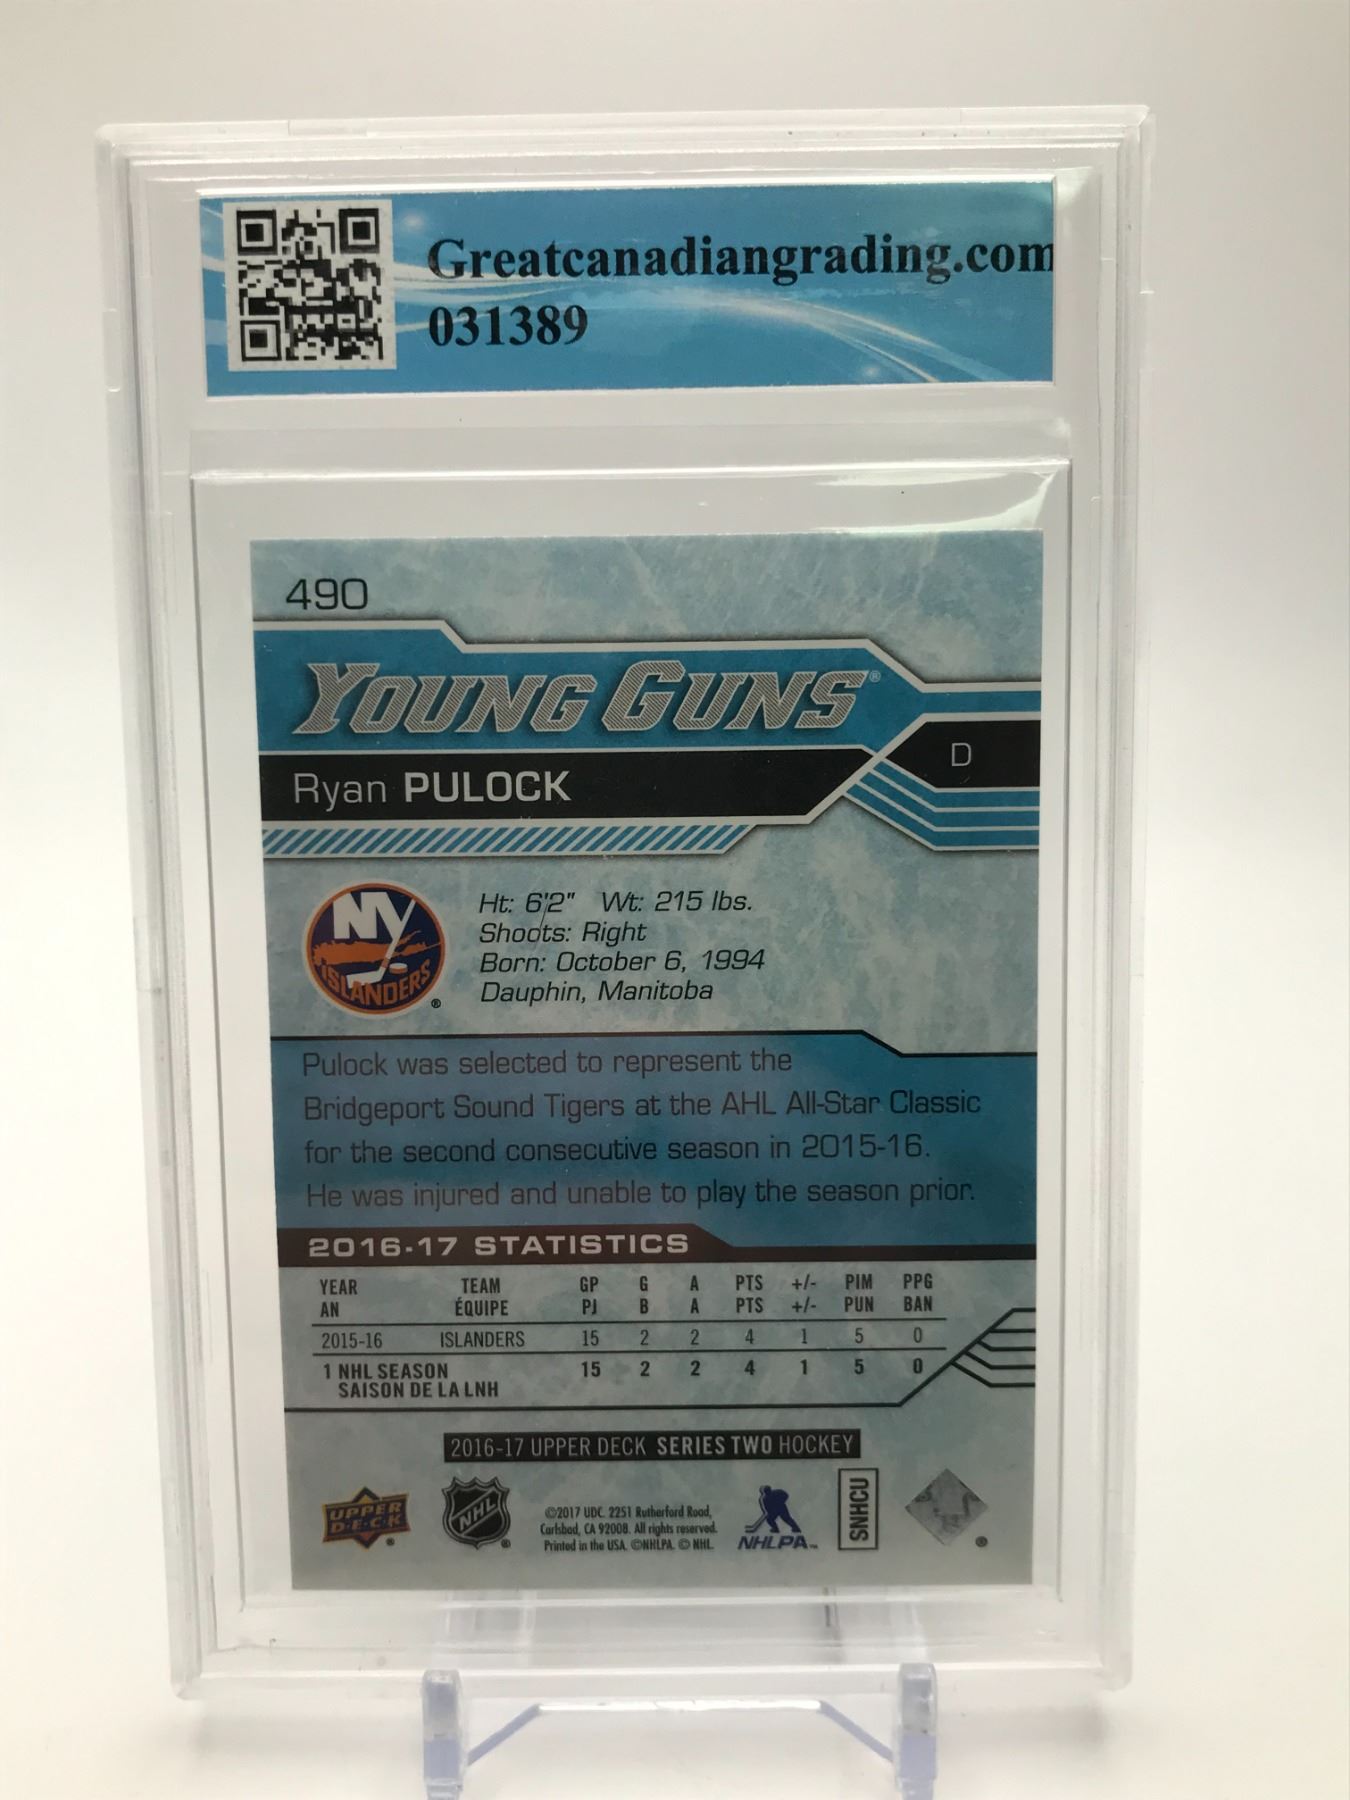 Greatcanadiangrading.com
031389
490
YOUNG GUNS®
Ryan PULOCK
D
NY ISLANDERS ®
Ht: 6'2" Wt: 215 lbs.
Shoots: Right
Born: October 6, 1994
Dauphin, Manitoba
Pulock was selected to represent the
Bridgeport Sound Tigers at the AHL All-Star Classic
for the second consecutive season in 2015-16.
He was injured and unable to play the season prior.
2016-17 STATISTICS
YEAR TEAM GP G A PTS +/- PIM PPG
AN ÉQUIPE PJ B A PTS +/- PUN BAN
2015-16 ISLANDERS 15 2 2 4 1 5 0
1 NHL SEASON 15 2 2 4 1 5 0
SAISON DE LA LNH
2016-17 UPPER DECK SERIES TWO HOCKEY
UPPER
D·E·C·K ®
NHL ®
©2017 UDC. 2251 Rutherford Road,
Carlsbad, CA 92008. All rights reserved.
Printed in the USA. ©NHLPA. © NHL.
NHLPA™
SNHCU
®